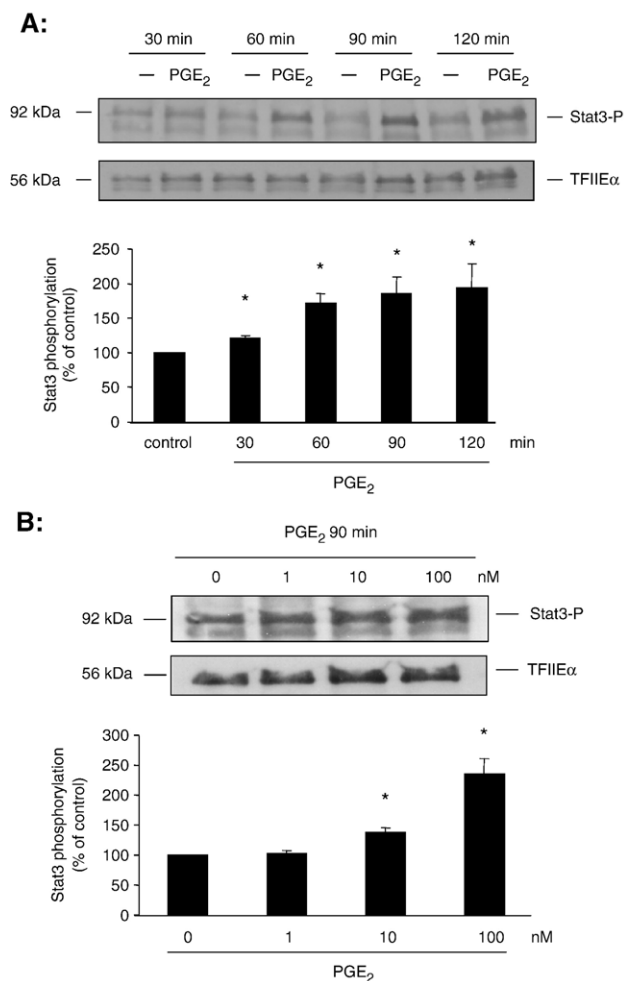 A:
30 min 60 min 90 min 120 min
— PGE2 — PGE2 — PGE2 — PGE2
92 kDa — — Stat3-P
56 kDa — — TFIIEα
Stat3 phosphorylation
(% of control)
250
200
150
100
50
0
* * * *
control 30 60 90 120 min
PGE2
B:
PGE2 90 min
0 1 10 100 nM
92 kDa — — Stat3-P
56 kDa — — TFIIEα
Stat3 phosphorylation
(% of control)
300
250
200
150
100
50
0
* *
0 1 10 100 nM
PGE2